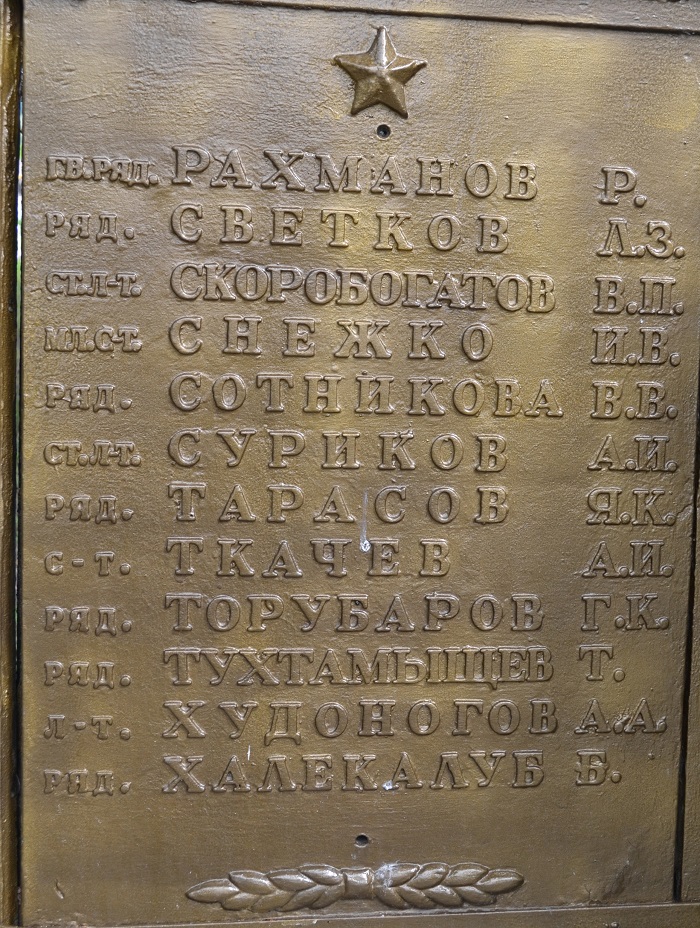 ГВ.РЯД. РАХМАНОВ Р.
РЯД. СВЕТКОВ Л.З.
СТ.Л-Т. СКОРОБОГАТОВ В.П.
МЛ.С-Т. СНЕЖКО И.В.
РЯД. СОТНИКОВА В.В.
СТ.Л-Т. СУРИКОВ А.И.
РЯД. ТАРАСОВ Я.К.
С-Т. ТКАЧЕВ А.И.
РЯД. ТОРУБАРОВ Г.К.
РЯД. ТУХТАМЫЩЕВ Т.
Л-Т. ХУДОНОГОВ А.А.
РЯД. ХАЛЕКАЛУБ Б.